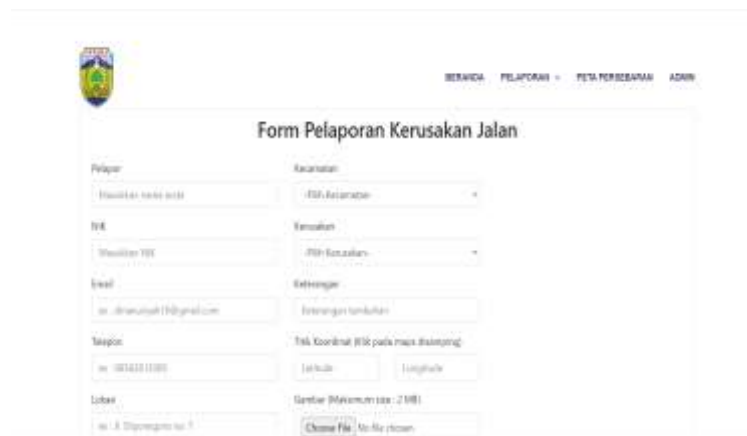 BERANDA PELAPORAN PETA PERSEBARAN ADMIN
Form Pelaporan Kerusakan Jalan
Pelapor
Kecamatan
Masukkan nama anda
-Pilih Kecamatan-
NIK
Kerusakan
Masukkan NIK
-Pilih Kerusakan-
Email
Keterangan
Keterangan tambahan
Telepon
Titik Koordinat (Klik pada maps disamping)
Latitude
Longitude
Lokasi
Gambar (Maksimum size : 2 MB)
Choose File No file chosen